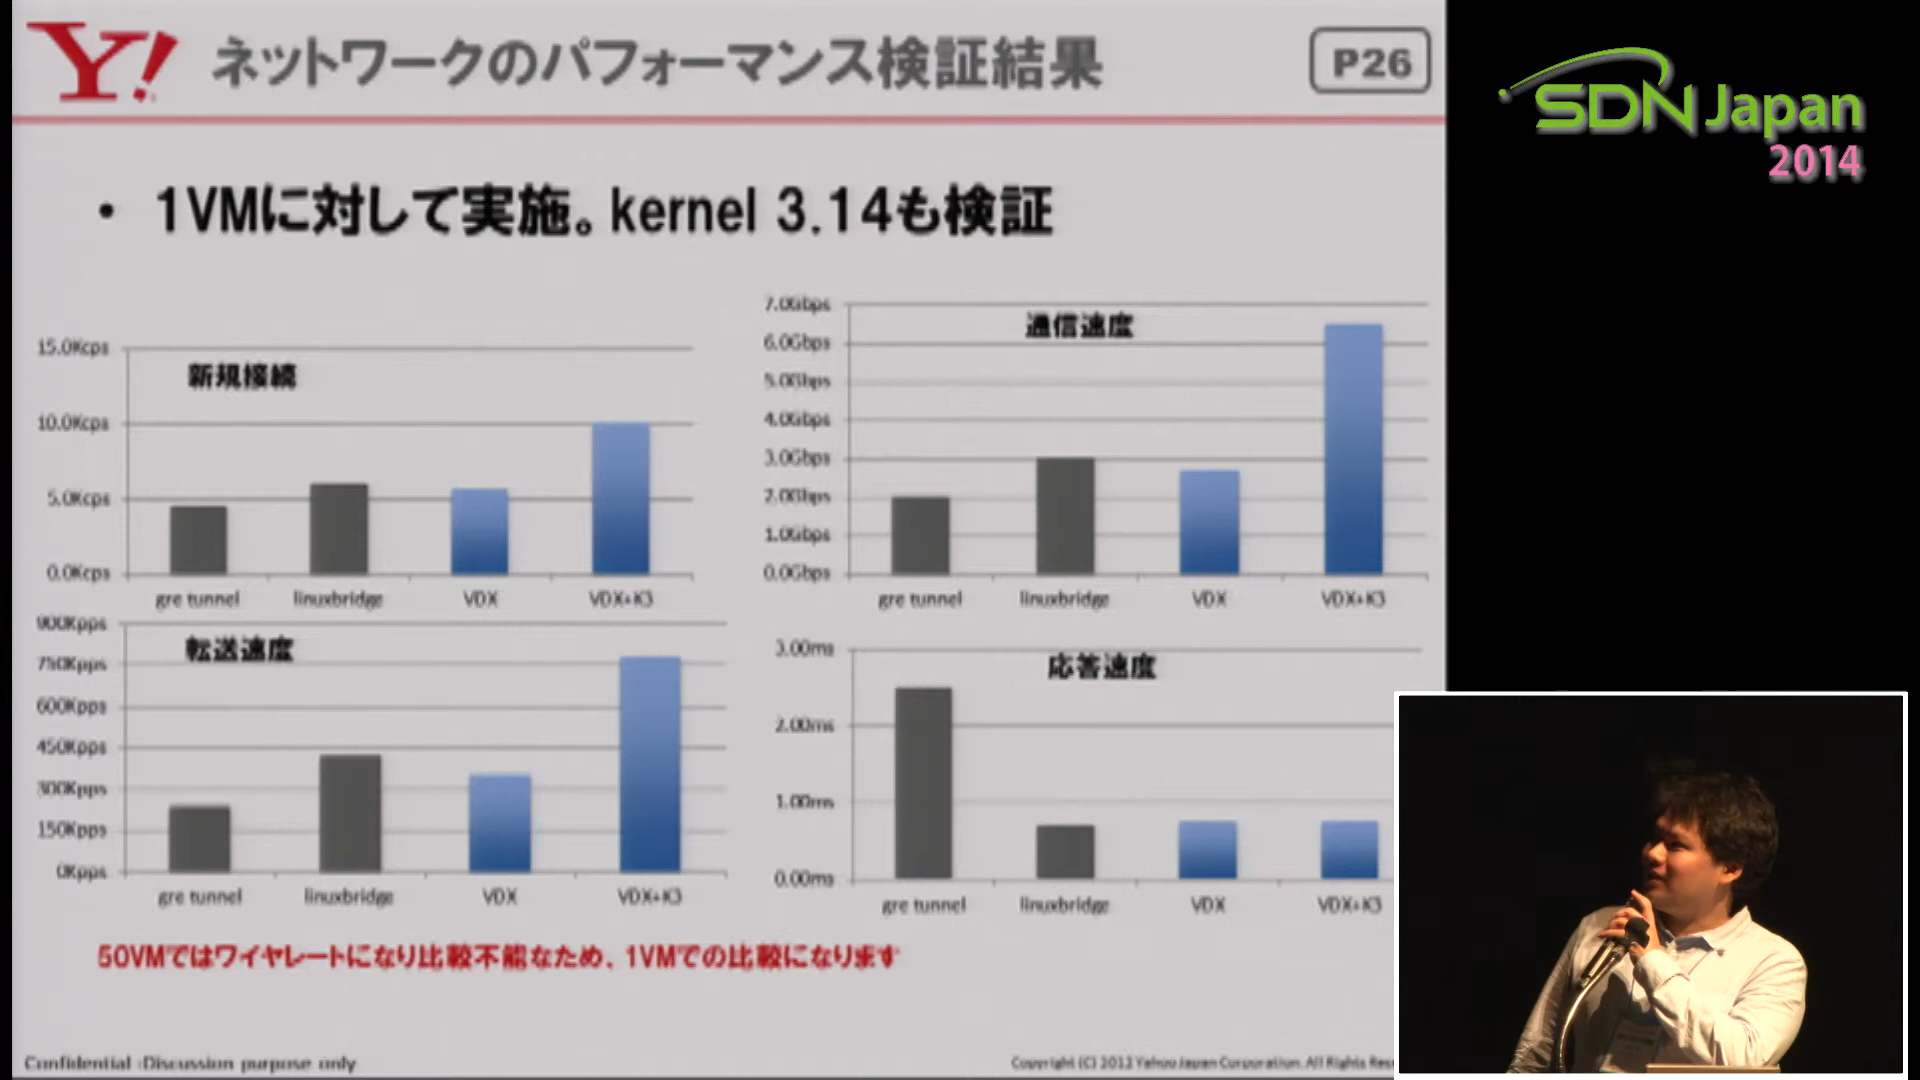 Y! ネットワークのパフォーマンス検証結果 P26
SDN Japan
2014
• 1VMに対して実施。kernel 3.14も検証
新規接続
15.0Kcps
10.0Kcps
5.0Kcps
0.0Kcps
gre tunnel linuxbridge VDX VDX+K3
通信速度
7.0Gbps
6.0Gbps
5.0Gbps
4.0Gbps
3.0Gbps
2.0Gbps
1.0Gbps
0.0Gbps
gre tunnel linuxbridge VDX VDX+K3
転送速度
900Kpps
750Kpps
600Kpps
450Kpps
300Kpps
150Kpps
0Kpps
gre tunnel linuxbridge VDX VDX+K3
応答速度
3.00ms
2.00ms
1.00ms
0.00ms
gre tunnel linuxbridge VDX VDX+K3
50VMではワイヤレートになり比較不能なため、1VMでの比較になります
Confidential :Discussion purpose only
Copyright (C) 2012 Yahoo Japan Corporation. All Rights